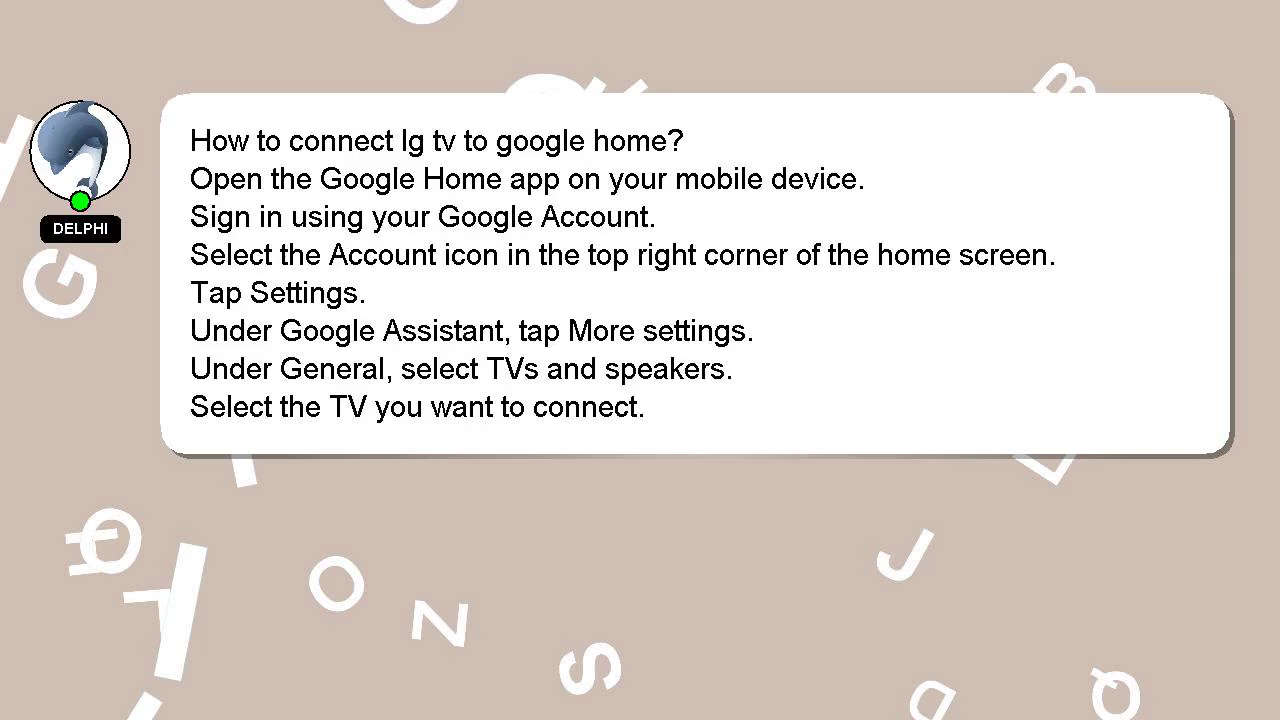 How to connect lg tv to google home?
Open the Google Home app on your mobile device.
Sign in using your Google Account.
Select the Account icon in the top right corner of the home screen.
Tap Settings.
Under Google Assistant, tap More settings.
Under General, select TVs and speakers.
Select the TV you want to connect.
DELPHI
B
G
J
O
Z
S
D
Q